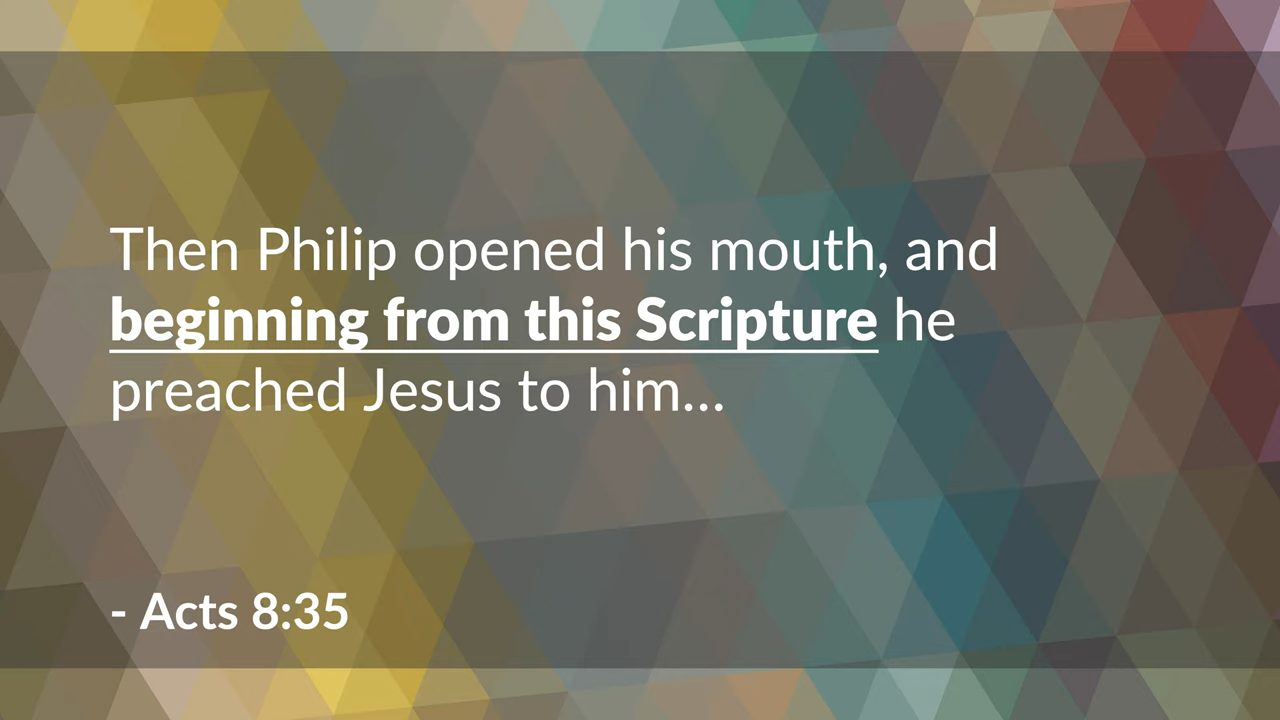 Then Philip opened his mouth, and
beginning from this Scripture he
preached Jesus to him...
- Acts 8:35